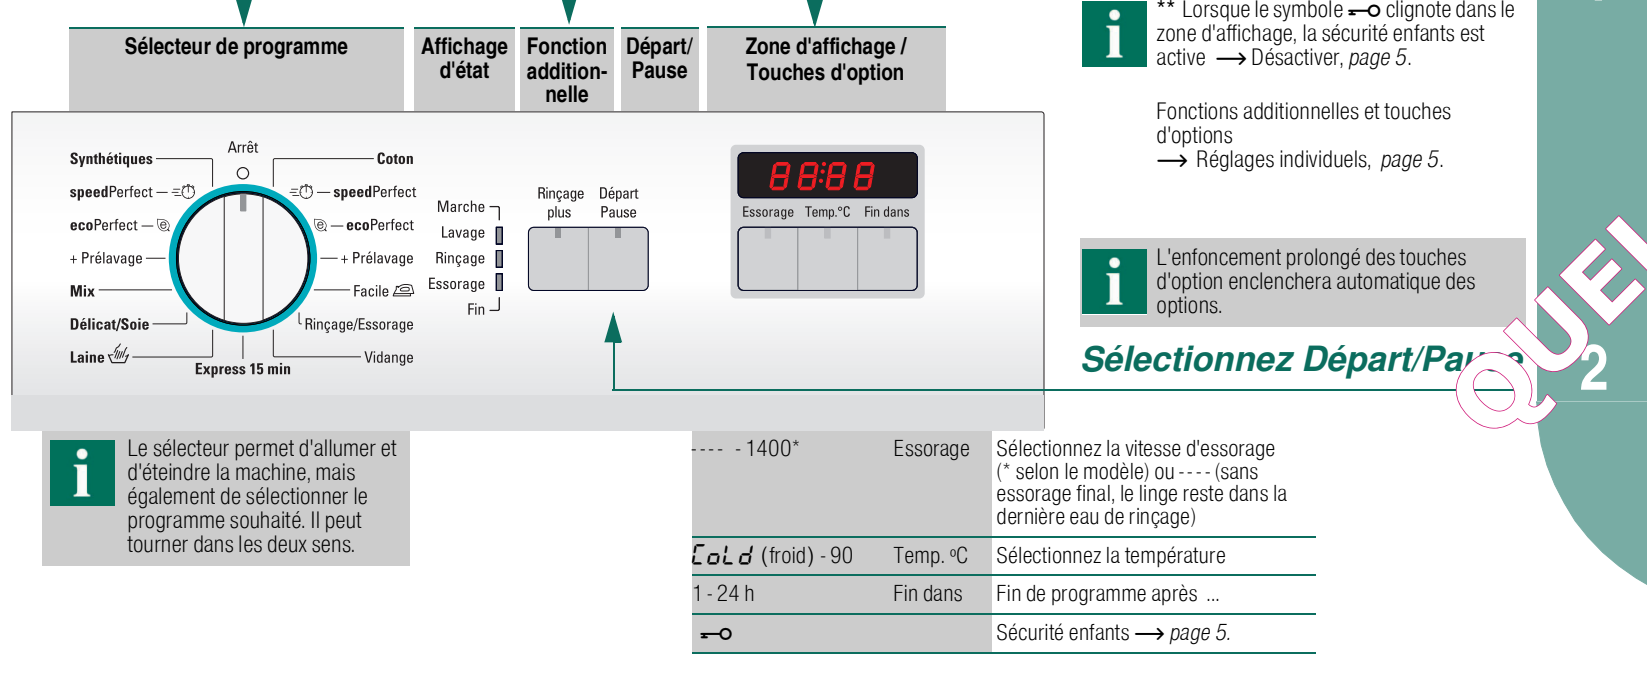 Sélecteur de programme
Affichage
d'état
Fonction
addition-
nelle
Départ/
Pause
Zone d'affichage /
Touches d'option
Arrêt
Synthétiques
speedPerfect
ecoPerfect
+ Prélavage
Mix
Délicat/Soie
Laine
Express 15 min
Coton
speedPerfect
ecoPerfect
+ Prélavage
Facile
Rinçage/Essorage
Vidange
Marche
Lavage
Rinçage
Essorage
Fin
Rinçage
plus
Départ
Pause
88:88
Essorage Temp.°C Fin dans
i
** Lorsque le symbole clignote dans le
zone d'affichage, la sécurité enfants est
active ⟶ Désactiver, page 5.
Fonctions additionnelles et touches
d'options
⟶ Réglages individuels, page 5.
i
L'enfoncement prolongé des touches
d'option enclenchera automatique des
options.
Sélectionnez Départ/Pause
2
i
Le sélecteur permet d'allumer et
d'éteindre la machine, mais
également de sélectionner le
programme souhaité. Il peut
tourner dans les deux sens.
- - - - - 1400* Essorage Sélectionnez la vitesse d'essorage
(* selon le modèle) ou - - - - (sans
essorage final, le linge reste dans la
dernière eau de rinçage)
CoLd (froid) - 90 Temp. ºC Sélectionnez la température
1 - 24 h Fin dans Fin de programme après ...
Sécurité enfants ⟶ page 5.